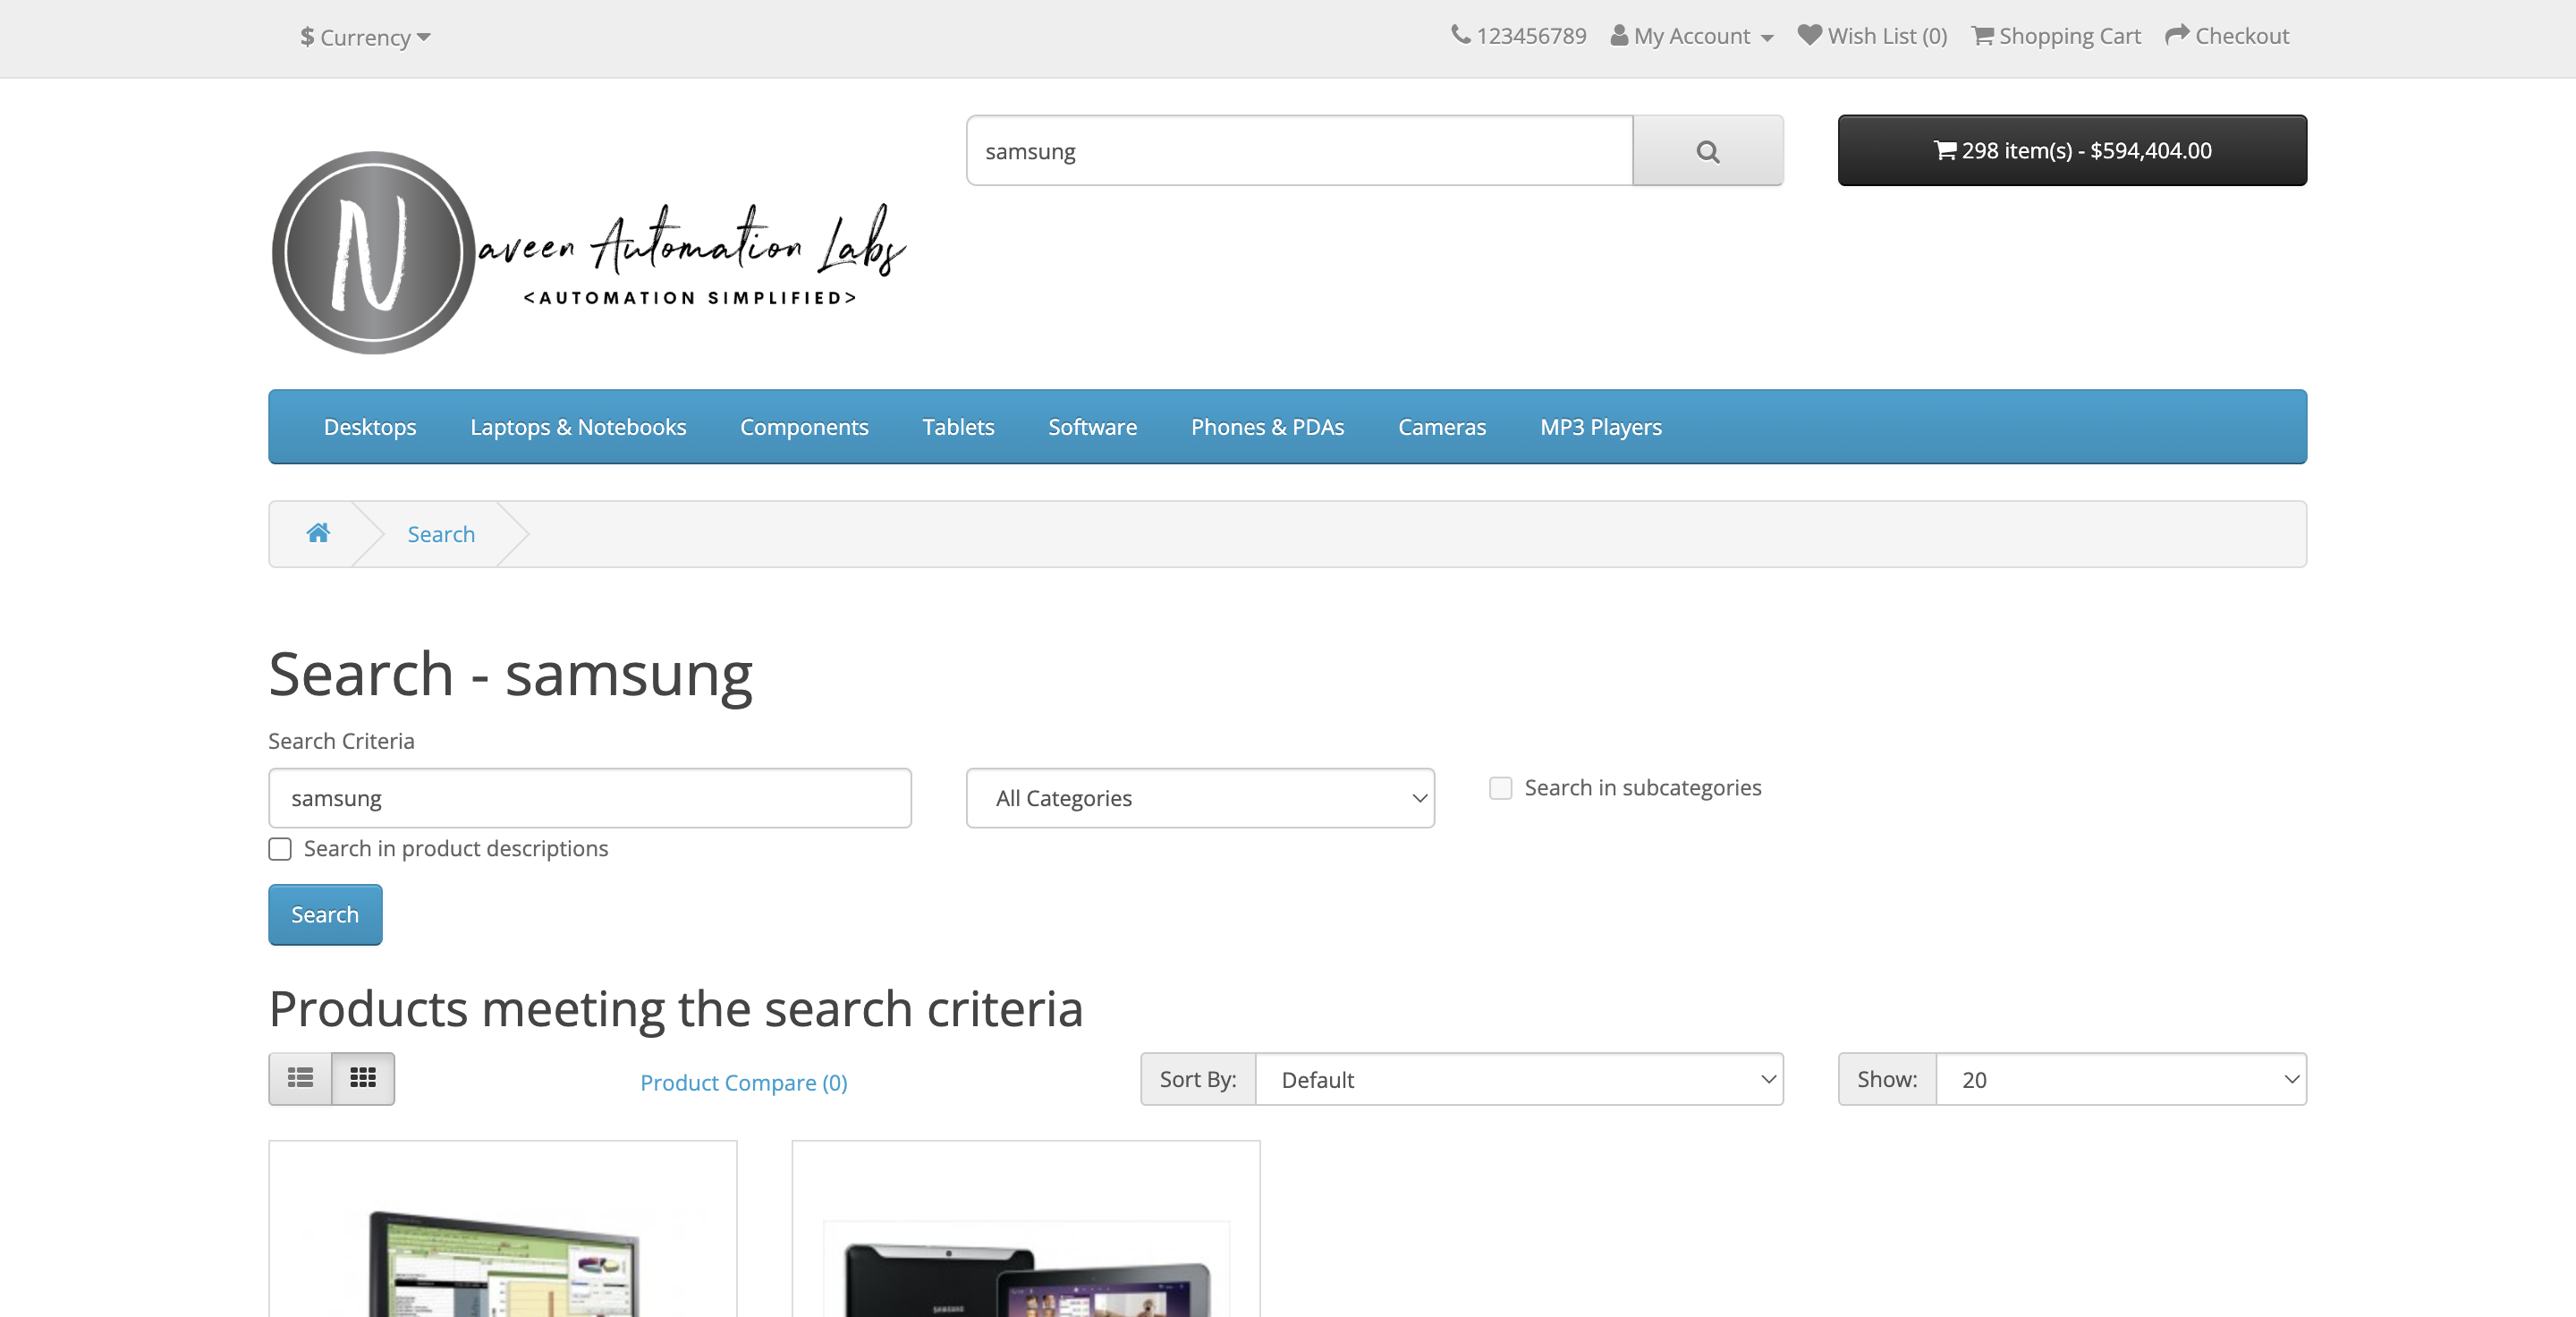 $ Currency
123456789 My Account Wish List (0) Shopping Cart Checkout
samsung
298 item(s) - $594,404.00
Naveen Automation Labs
<AUTOMATION SIMPLIFIED>
Desktops Laptops & Notebooks Components Tablets Software Phones & PDAs Cameras MP3 Players
Search
Search - samsung
Search Criteria
samsung
All Categories
Search in subcategories
Search in product descriptions
Search
Products meeting the search criteria
Product Compare (0)
Sort By: Default
Show: 20
SAMSUNG